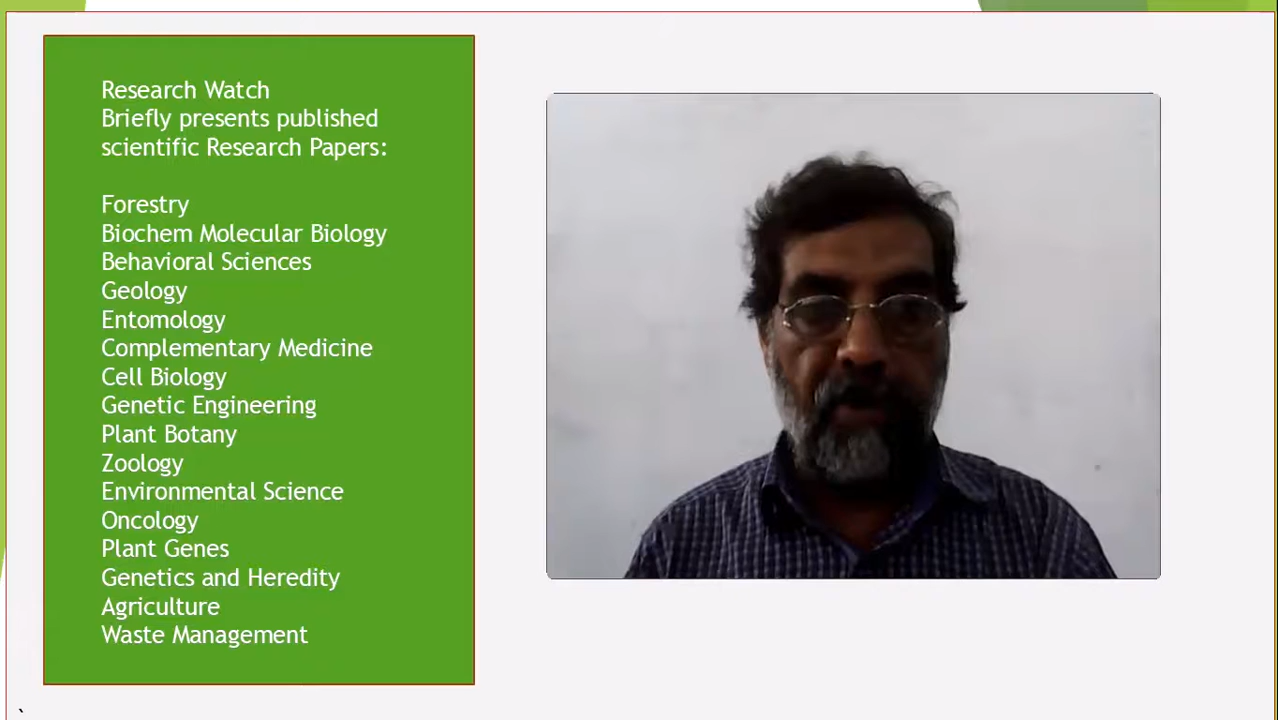 Research Watch
Briefly presents published
scientific Research Papers:
Forestry
Biochem Molecular Biology
Behavioral Sciences
Geology
Entomology
Complementary Medicine
Cell Biology
Genetic Engineering
Plant Botany
Zoology
Environmental Science
Oncology
Plant Genes
Genetics and Heredity
Agriculture
Waste Management
`